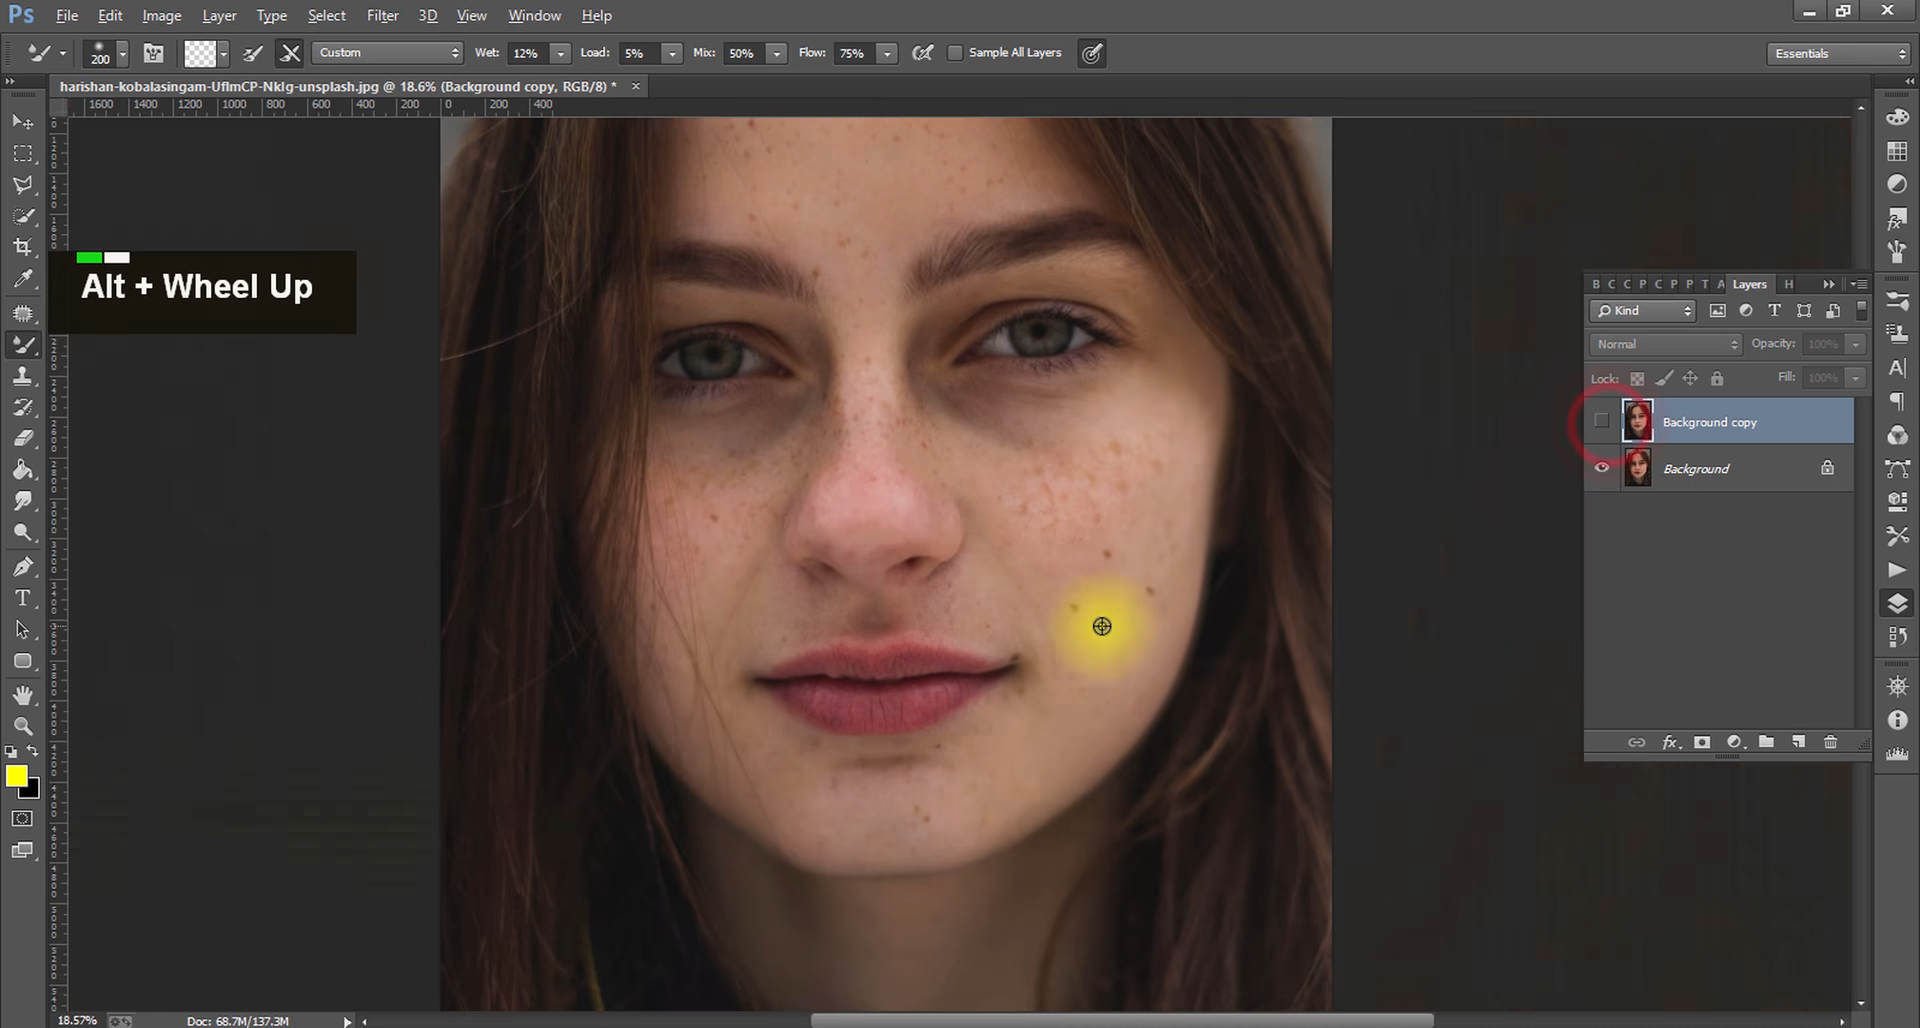 Ps File Edit Image Layer Type Select Filter 3D View Window Help
200 Custom Wet: 12% Load: 5% Mix: 50% Flow: 75% Sample All Layers Essentials
harishan-kobalasingam-UflmCP-NkIg-unsplash.jpg @ 18.6% (Background copy, RGB/8) * ×
1600 1400 1200 1000 800 600 400 200 0 200 400
Alt + Wheel Up
B C C P C P P T A Layers H
Kind
Normal Opacity: 100%
Lock: Fill: 100%
Background copy
Background
18.57% Doc: 68.7M/137.3M